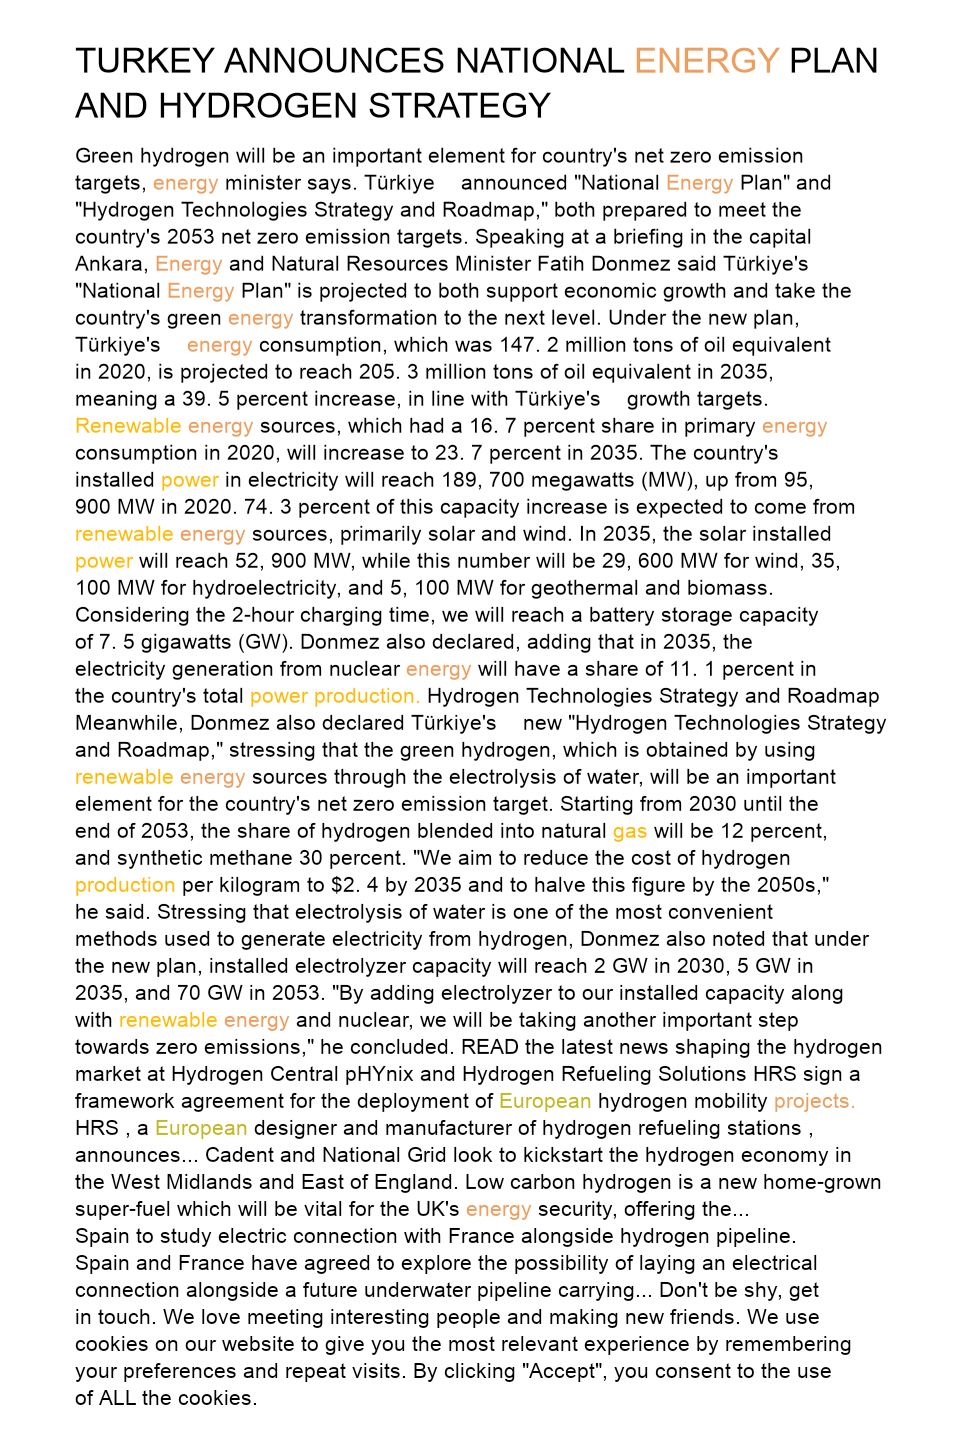 TURKEY ANNOUNCES NATIONAL ENERGY PLAN
AND HYDROGEN STRATEGY
Green hydrogen will be an important element for country's net zero emission
targets, energy minister says. Türkiye announced "National Energy Plan" and
"Hydrogen Technologies Strategy and Roadmap," both prepared to meet the
country's 2053 net zero emission targets. Speaking at a briefing in the capital
Ankara, Energy and Natural Resources Minister Fatih Donmez said Türkiye's
"National Energy Plan" is projected to both support economic growth and take the
country's green energy transformation to the next level. Under the new plan,
Türkiye's energy consumption, which was 147. 2 million tons of oil equivalent
in 2020, is projected to reach 205. 3 million tons of oil equivalent in 2035,
meaning a 39. 5 percent increase, in line with Türkiye's growth targets.
Renewable energy sources, which had a 16. 7 percent share in primary energy
consumption in 2020, will increase to 23. 7 percent in 2035. The country's
installed power in electricity will reach 189, 700 megawatts (MW), up from 95,
900 MW in 2020. 74. 3 percent of this capacity increase is expected to come from
renewable energy sources, primarily solar and wind. In 2035, the solar installed
power will reach 52, 900 MW, while this number will be 29, 600 MW for wind, 35,
100 MW for hydroelectricity, and 5, 100 MW for geothermal and biomass.
Considering the 2-hour charging time, we will reach a battery storage capacity
of 7. 5 gigawatts (GW). Donmez also declared, adding that in 2035, the
electricity generation from nuclear energy will have a share of 11. 1 percent in
the country's total power production. Hydrogen Technologies Strategy and Roadmap
Meanwhile, Donmez also declared Türkiye's new "Hydrogen Technologies Strategy
and Roadmap," stressing that the green hydrogen, which is obtained by using
renewable energy sources through the electrolysis of water, will be an important
element for the country's net zero emission target. Starting from 2030 until the
end of 2053, the share of hydrogen blended into natural gas will be 12 percent,
and synthetic methane 30 percent. "We aim to reduce the cost of hydrogen
production per kilogram to $2. 4 by 2035 and to halve this figure by the 2050s,"
he said. Stressing that electrolysis of water is one of the most convenient
methods used to generate electricity from hydrogen, Donmez also noted that under
the new plan, installed electrolyzer capacity will reach 2 GW in 2030, 5 GW in
2035, and 70 GW in 2053. "By adding electrolyzer to our installed capacity along
with renewable energy and nuclear, we will be taking another important step
towards zero emissions," he concluded. READ the latest news shaping the hydrogen
market at Hydrogen Central pHYnix and Hydrogen Refueling Solutions HRS sign a
framework agreement for the deployment of European hydrogen mobility projects.
HRS , a European designer and manufacturer of hydrogen refueling stations ,
announces... Cadent and National Grid look to kickstart the hydrogen economy in
the West Midlands and East of England. Low carbon hydrogen is a new home-grown
super-fuel which will be vital for the UK's energy security, offering the...
Spain to study electric connection with France alongside hydrogen pipeline.
Spain and France have agreed to explore the possibility of laying an electrical
connection alongside a future underwater pipeline carrying... Don't be shy, get
in touch. We love meeting interesting people and making new friends. We use
cookies on our website to give you the most relevant experience by remembering
your preferences and repeat visits. By clicking "Accept", you consent to the use
of ALL the cookies.